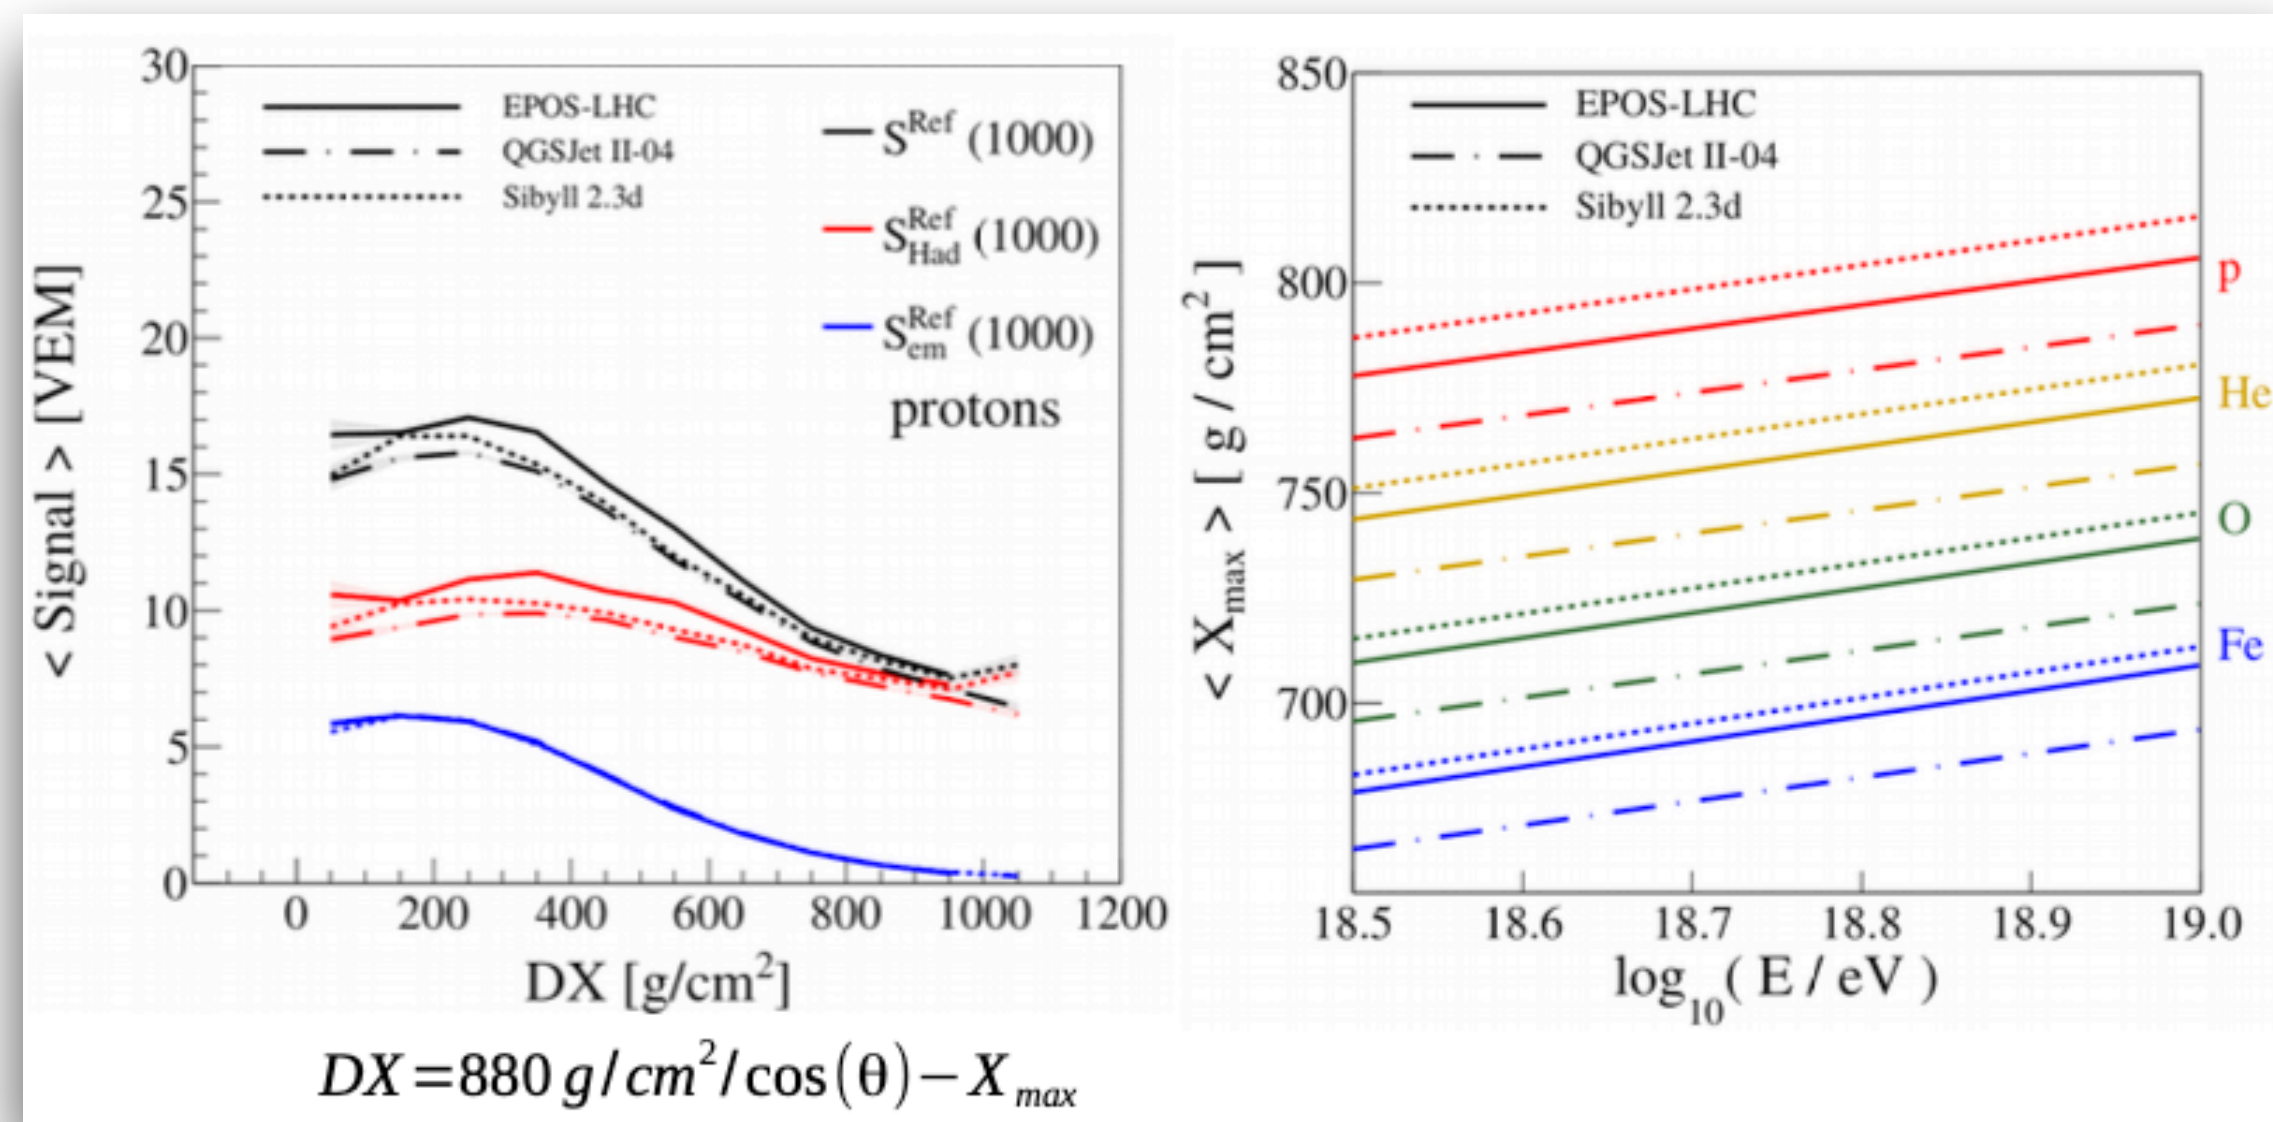 30
25
20
15
10
5
0
< Signal > [VEM]
EPOS-LHC
QGSJet II-04
Sibyll 2.3d
S^Ref (1000)
S^Ref_Had (1000)
S^Ref_em (1000)
protons
0 200 400 600 800 1000 1200
DX [g/cm²]
DX=880 g/cm²/cos(θ)−X_max
850
800
750
700
< X_max > [ g / cm² ]
EPOS-LHC
QGSJet II-04
Sibyll 2.3d
p
He
O
Fe
18.5 18.6 18.7 18.8 18.9 19.0
log₁₀( E / eV )